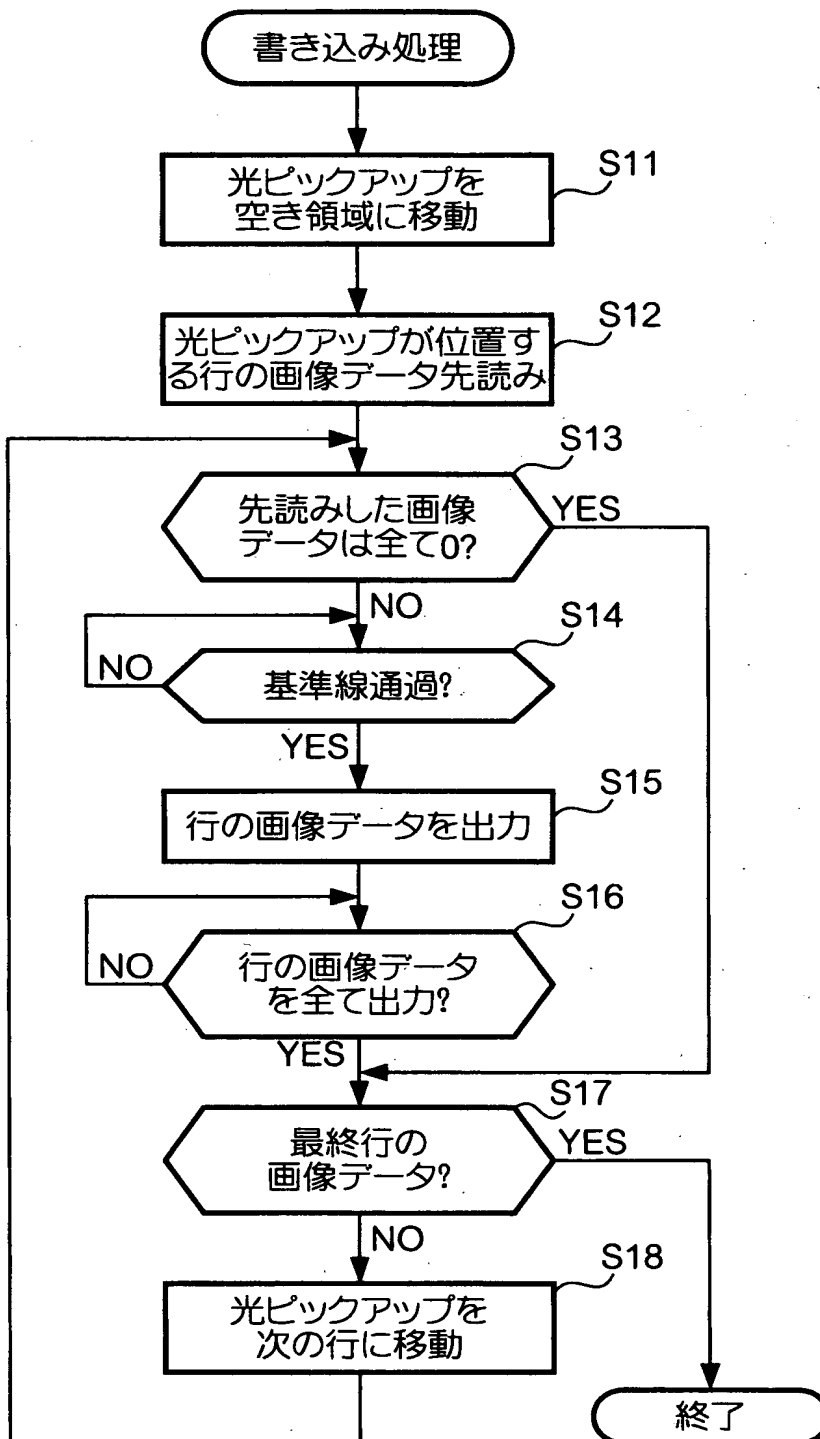 書き込み処理
S11
光ピックアップを
空き領域に移動
S12
光ピックアップが位置す
る行の画像データ先読み
S13
先読みした画像
データは全て0?
YES
NO
S14
NO
基準線通過?
YES
S15
行の画像データを出力
S16
NO
行の画像データ
を全て出力?
YES
S17
最終行の
画像データ?
YES
NO
S18
光ピックアップを
次の行に移動
終了